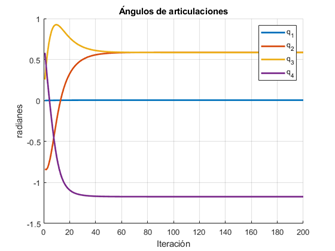 Ángulos de articulaciones
1
0.5
0
-0.5
-1
-1.5
radianes
q1
q2
q3
q4
0 20 40 60 80 100 120 140 160 180 200
Iteración